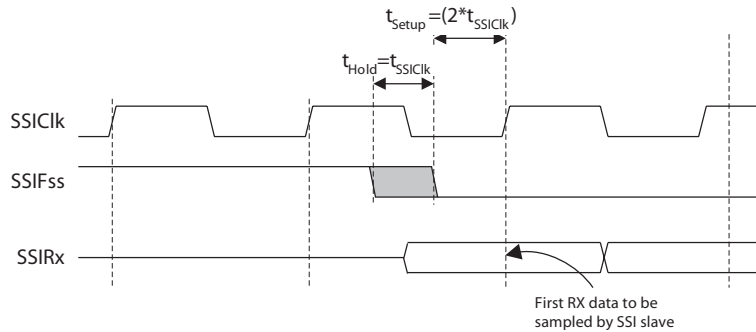 tSetup=(2*tSSIClk)
tHold=tSSIClk
SSIClk
SSIFss
SSIRx
First RX data to be
sampled by SSI slave